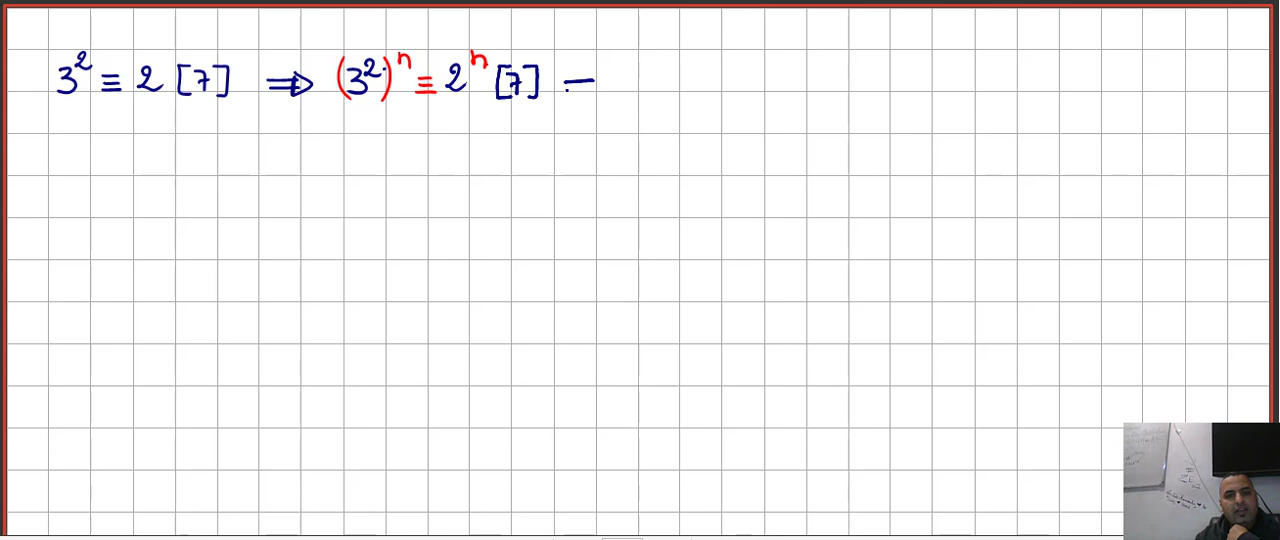 3² ≡ 2 [7] ⟹ (3²)ⁿ ≡ 2ⁿ [7] —